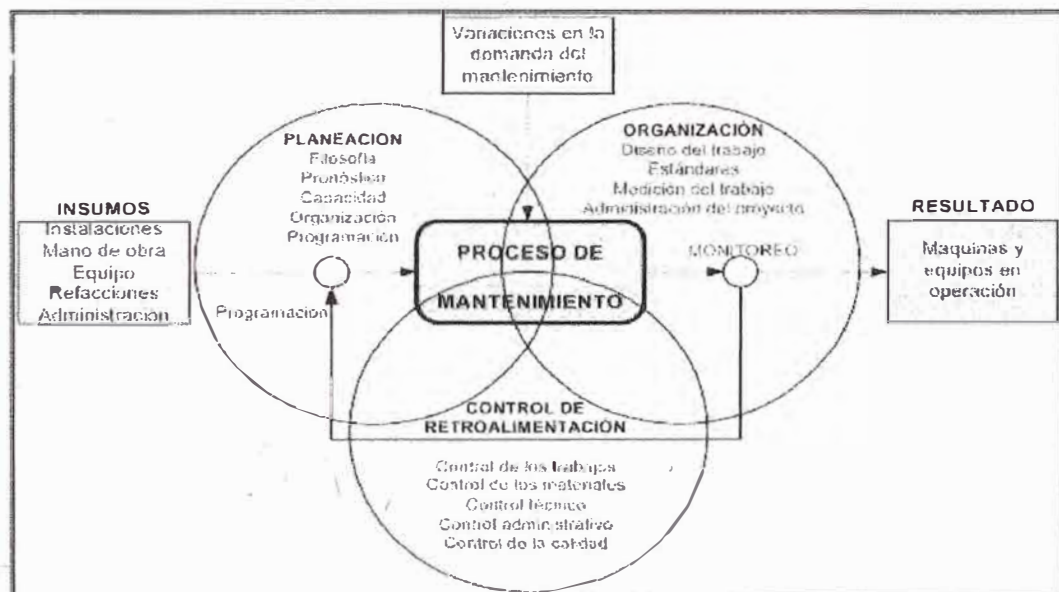 Variaciones en la
demanda del
mantenimiento
PLANEACION
Filosofía
Pronóstico
Capacidad
Organización
Programación
ORGANIZACIÓN
Diseño del trabajo
Estándares
Medición del trabajo
Administración del proyecto
INSUMOS
Instalaciones
Mano de obra
Equipo
Refacciones
Administración
Programación
PROCESO DE
MANTENIMIENTO
MONITOREO
RESULTADO
Maquinas y
equipos en
operación
CONTROL DE
RETROALIMENTACIÓN
Control de los trabajos
Control de los materiales
Control técnico
Control administrativo
Control de la calidad